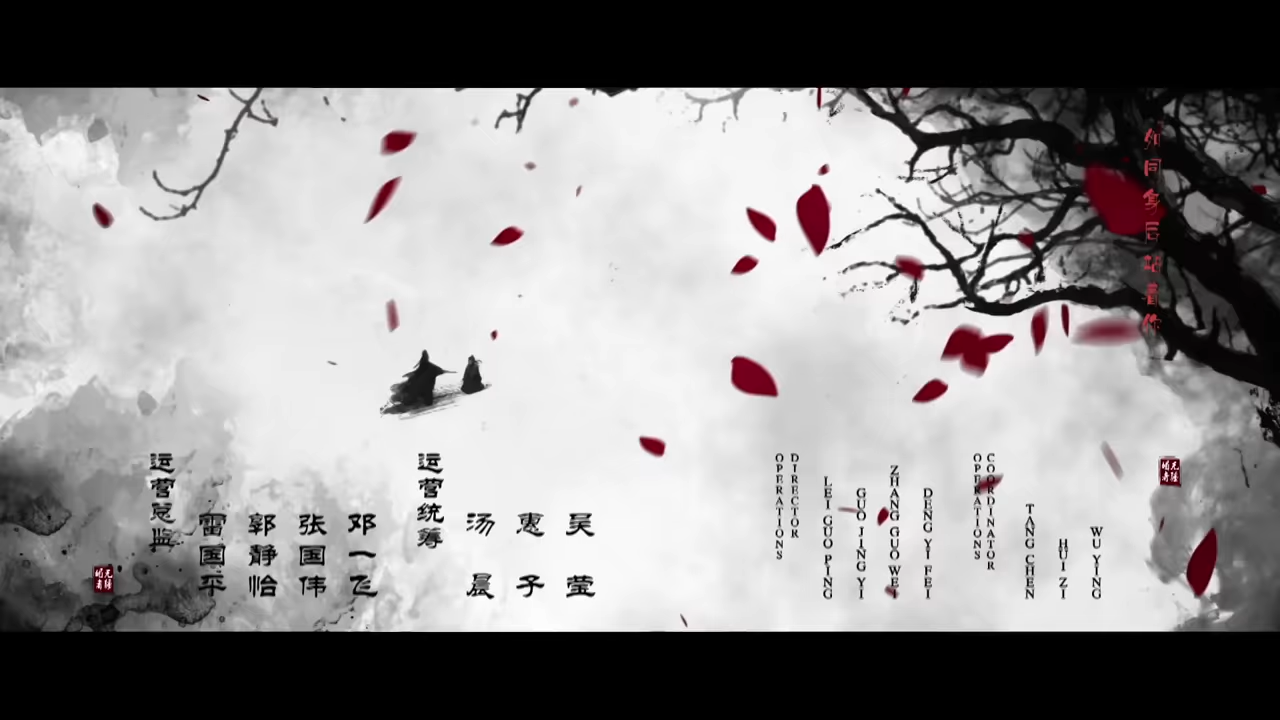 运营总监
雷国平
郭静怡
张国伟
邓一飞
运营统筹
汤晨
惠子
吴莹
OPERATIONS
DIRECTOR
LEI GUO PING
GUO JING YI
ZHANG GUO WEI
DENG YI FEI
OPERATIONS
COORDINATOR
TANG CHEN
HUI ZI
WU YING